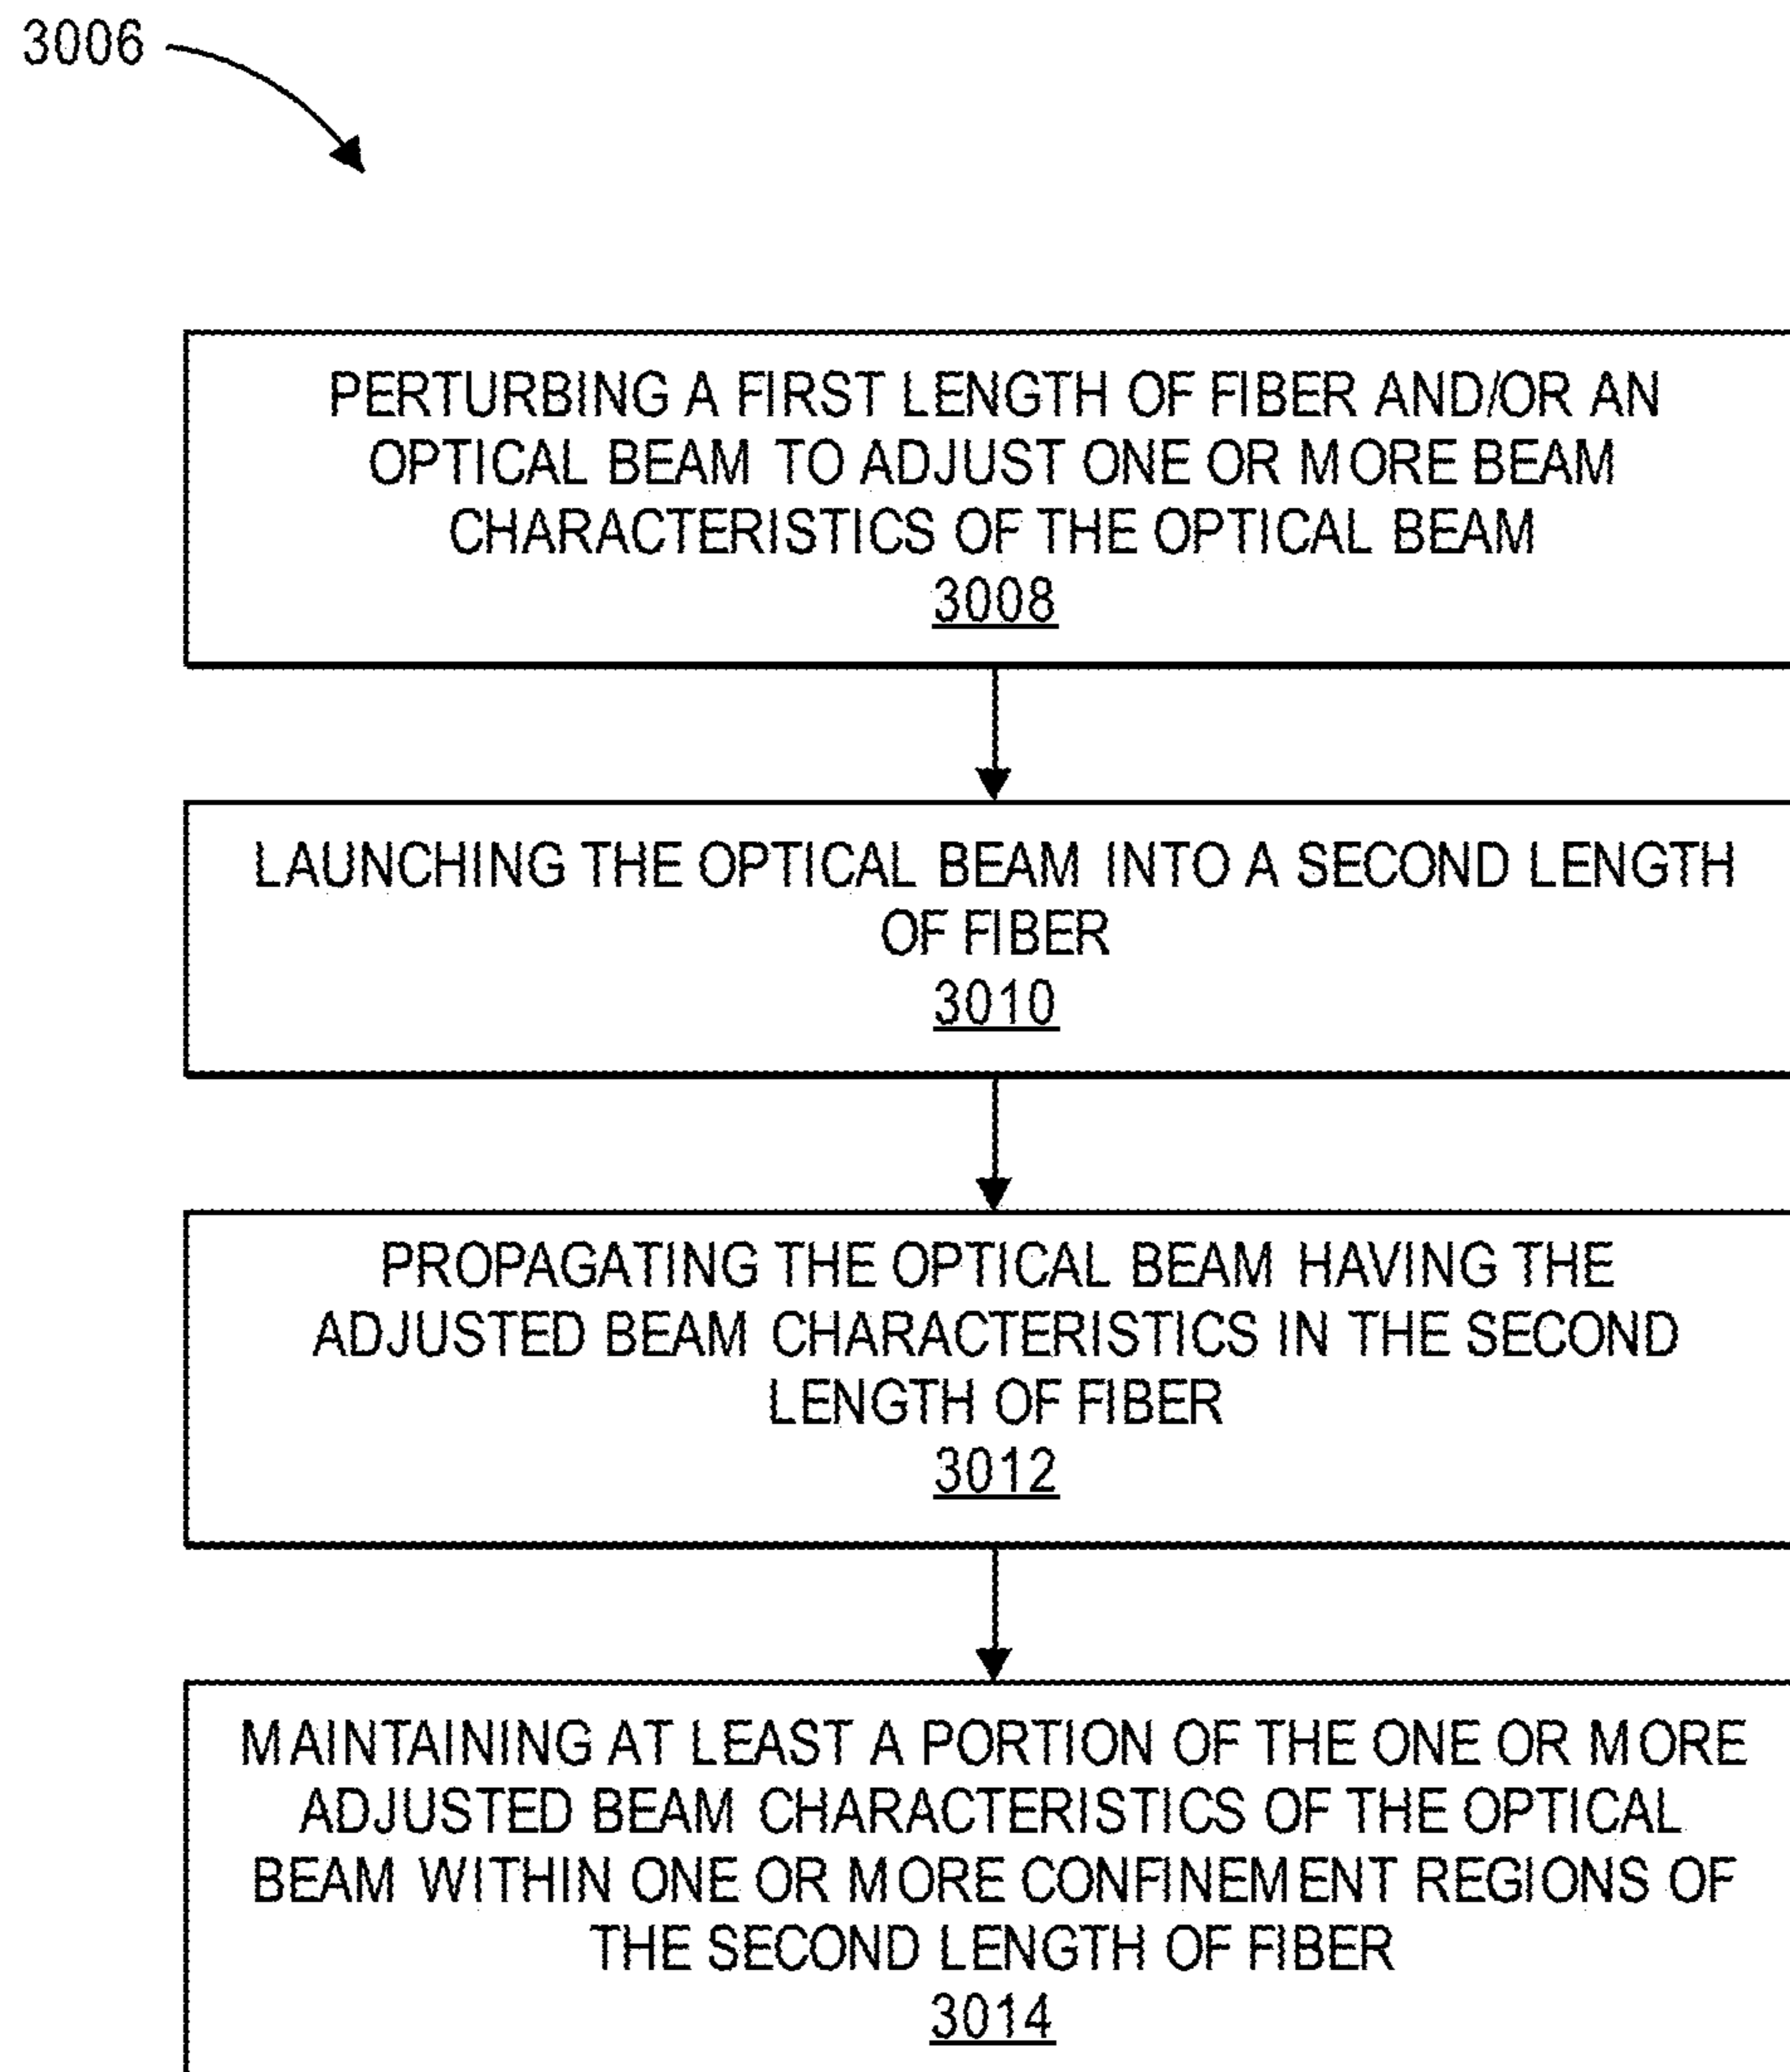 3006
PERTURBING A FIRST LENGTH OF FIBER AND/OR AN
OPTICAL BEAM TO ADJUST ONE OR MORE BEAM
CHARACTERISTICS OF THE OPTICAL BEAM
3008
LAUNCHING THE OPTICAL BEAM INTO A SECOND LENGTH
OF FIBER
3010
PROPAGATING THE OPTICAL BEAM HAVING THE
ADJUSTED BEAM CHARACTERISTICS IN THE SECOND
LENGTH OF FIBER
3012
MAINTAINING AT LEAST A PORTION OF THE ONE OR MORE
ADJUSTED BEAM CHARACTERISTICS OF THE OPTICAL
BEAM WITHIN ONE OR MORE CONFINEMENT REGIONS OF
THE SECOND LENGTH OF FIBER
3014